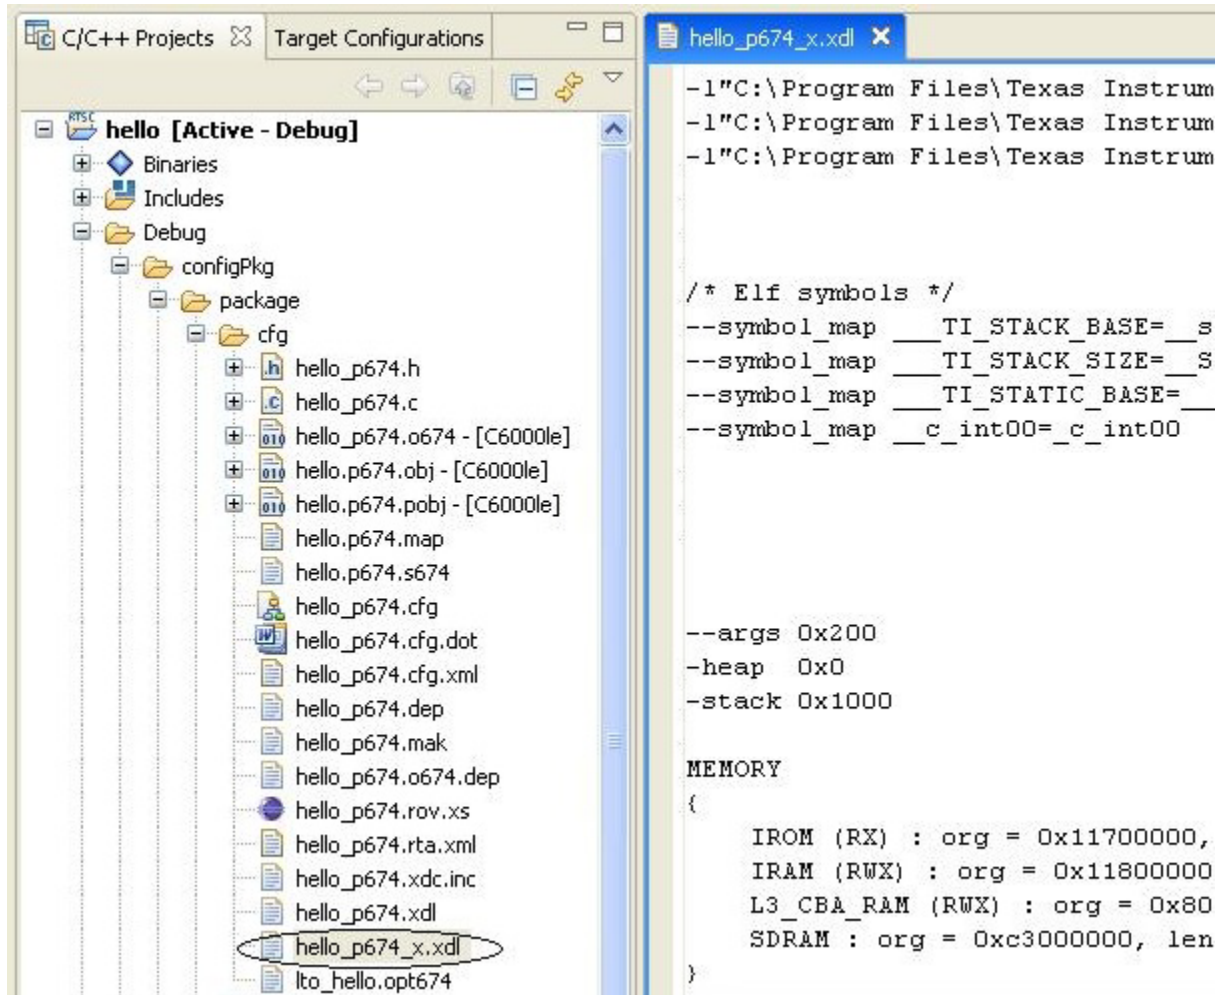 C/C++ Projects
Target Configurations
RTSC
hello [Active - Debug]
Binaries
Includes
Debug
configPkg
package
cfg
.h hello_p674.h
.c hello_p674.c
010 hello_p674.o674 - [C6000le]
010 hello.p674.obj - [C6000le]
010 hello.p674.pobj - [C6000le]
hello.p674.map
hello.p674.s674
hello_p674.cfg
hello_p674.cfg.dot
hello_p674.cfg.xml
hello_p674.dep
hello_p674.mak
hello_p674.o674.dep
hello_p674.rov.xs
hello_p674.rta.xml
hello_p674.xdc.inc
hello_p674.xdl
hello_p674_x.xdl
lto_hello.opt674
hello_p674_x.xdl
-l"C:\Program Files\Texas Instrum
-l"C:\Program Files\Texas Instrum
-l"C:\Program Files\Texas Instrum
/* Elf symbols */
--symbol_map ___TI_STACK_BASE=__s
--symbol_map ___TI_STACK_SIZE=__S
--symbol_map ___TI_STATIC_BASE=__
--symbol_map __c_int00=_c_int00
--args 0x200
-heap  0x0
-stack 0x1000
MEMORY
{
IROM (RX) : org = 0x11700000,
IRAM (RWX) : org = 0x11800000
L3_CBA_RAM (RWX) : org = 0x80
SDRAM : org = 0xc3000000, len
}